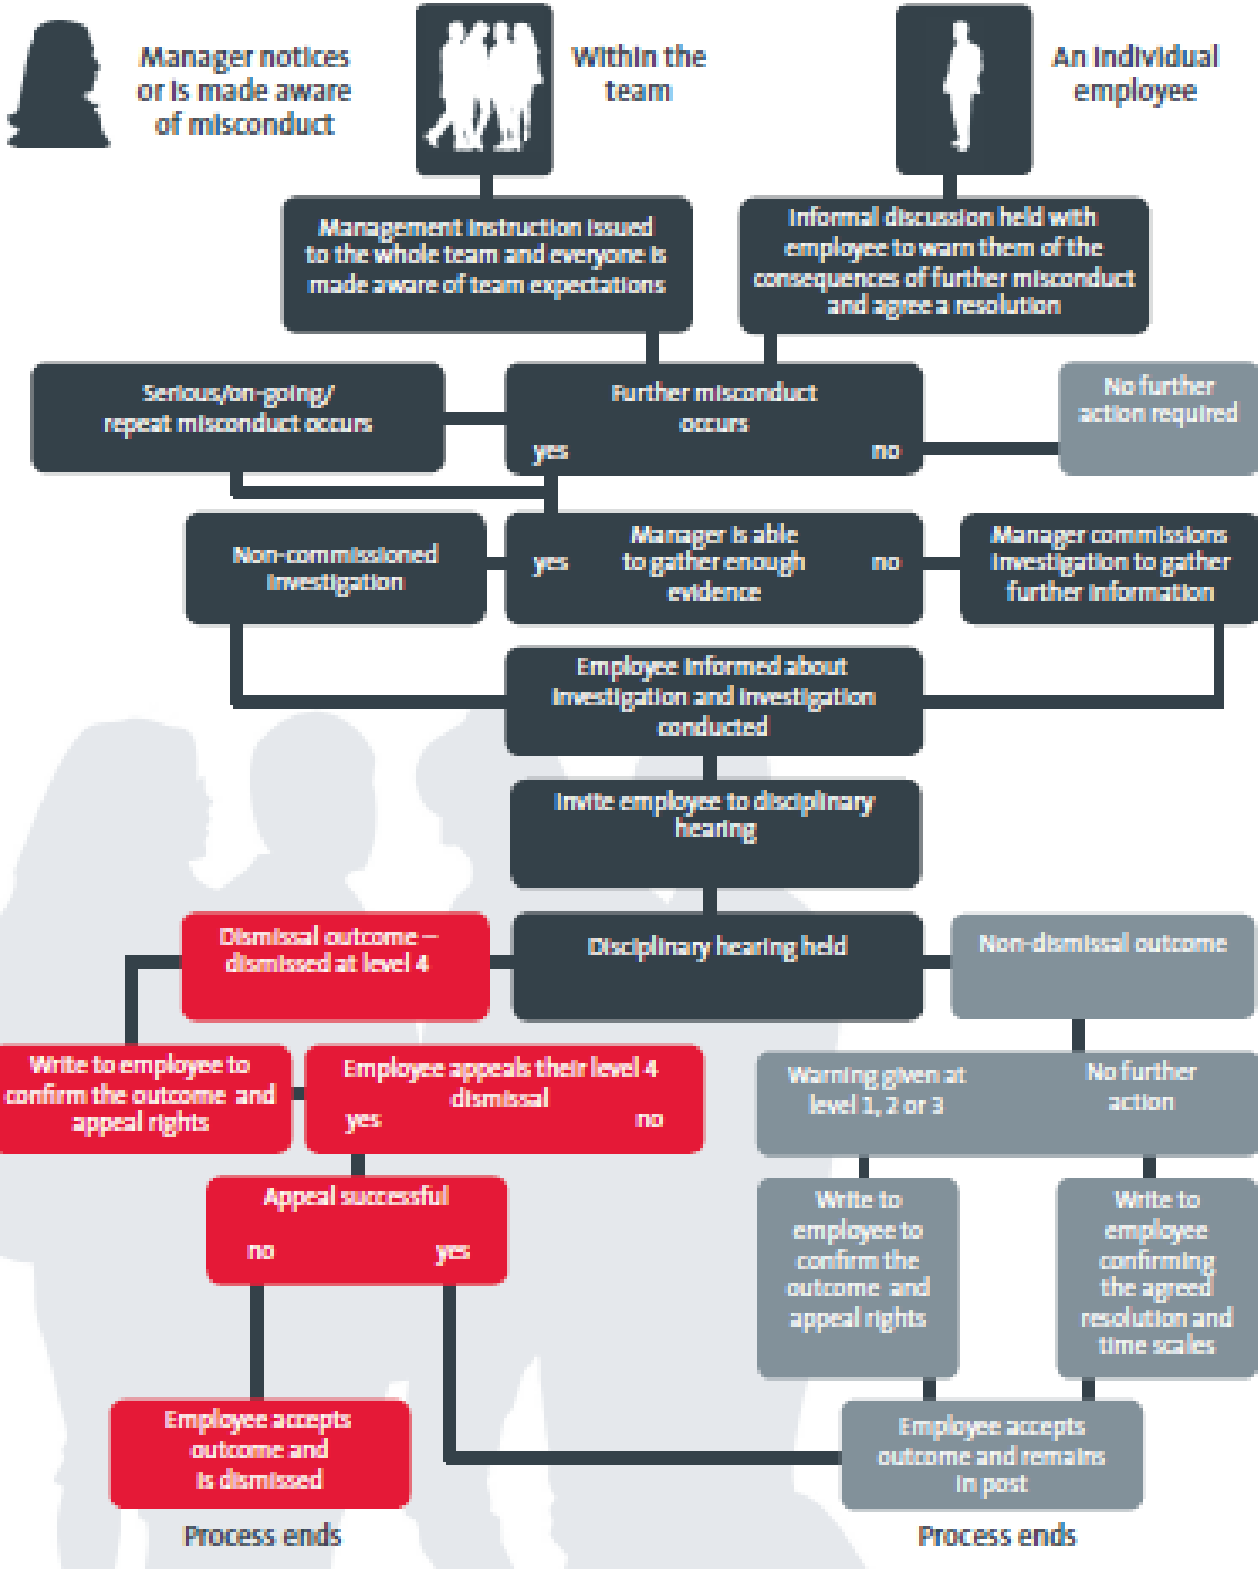 Manager notices
or is made aware
of misconduct
Within the
team
An individual
employee
Management instruction issued
to the whole team and everyone is
made aware of team expectations
Informal discussion held with
employee to warn them of the
consequences of further misconduct
and agree a resolution
Serious/on-going/
repeat misconduct occurs
Further misconduct
occurs
yes
no
No further
action required
Non-commissioned
investigation
Manager is able
to gather enough
evidence
yes
no
Manager commissions
investigation to gather
further information
Employee informed about
investigation and investigation
conducted
Invite employee to disciplinary
hearing
Dismissal outcome –
dismissed at level 4
Disciplinary hearing held
Non-dismissal outcome
Write to employee to
confirm the outcome and
appeal rights
Employee appeals their level 4
dismissal
yes
no
Warning given at
level 1, 2 or 3
No further
action
Appeal successful
no
yes
Write to
employee to
confirm the
outcome and
appeal rights
Write to
employee
confirming
the agreed
resolution and
time scales
Employee accepts
outcome and
is dismissed
Employee accepts
outcome and remains
in post
Process ends
Process ends